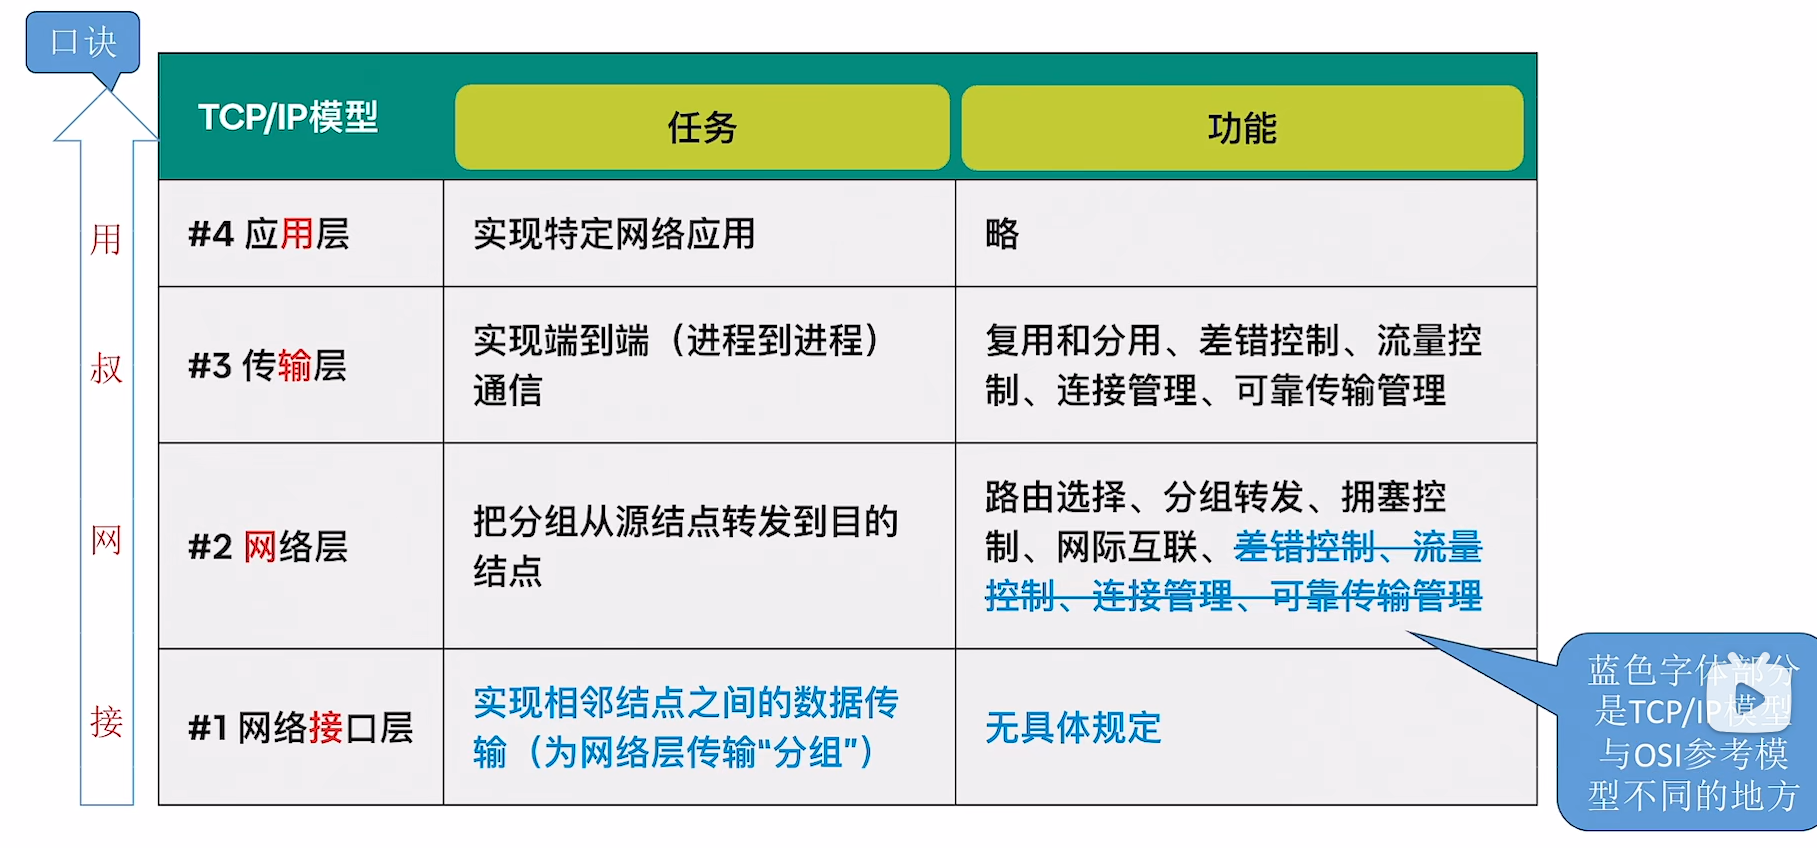 口诀
TCP/IP模型
任务
功能
用
#4 应用层
实现特定网络应用
略
叔
#3 传输层
实现端到端（进程到进程）
通信
复用和分用、差错控制、流量控
制、连接管理、可靠传输管理
网
#2 网络层
把分组从源结点转发到目的
结点
路由选择、分组转发、拥塞控
制、网际互联、差错控制、流量
控制、连接管理、可靠传输管理
接
#1 网络接口层
实现相邻结点之间的数据传
输（为网络层传输“分组”）
无具体规定
蓝色字体部分
是TCP/IP模型
与OSI参考模
型不同的地方